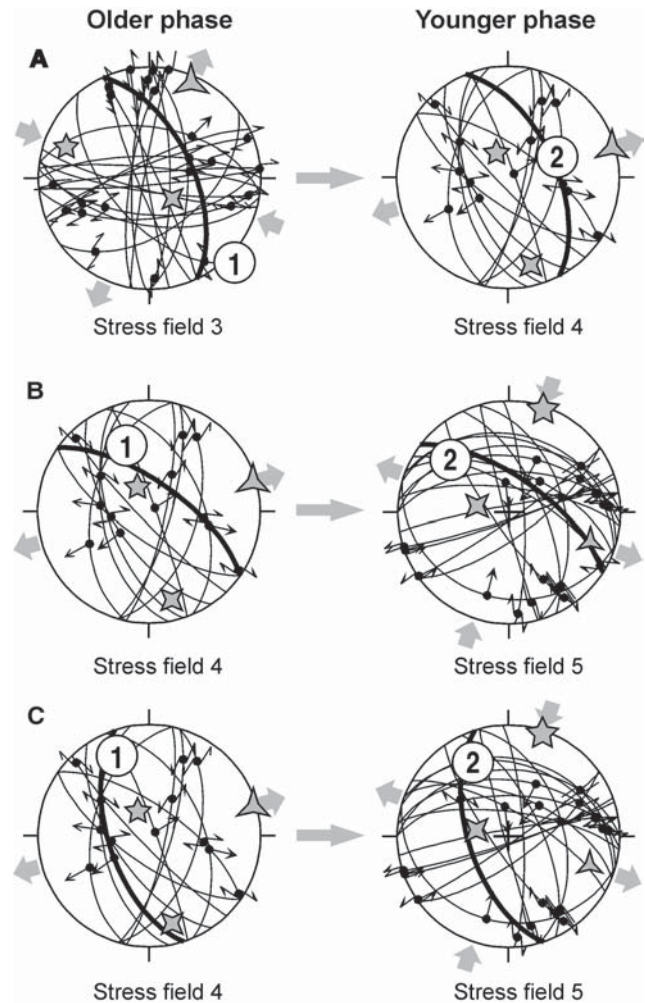 Older phase Younger phase
A
1 2
Stress field 3 Stress field 4
B
1 2
Stress field 4 Stress field 5
C
1 2
Stress field 4 Stress field 5